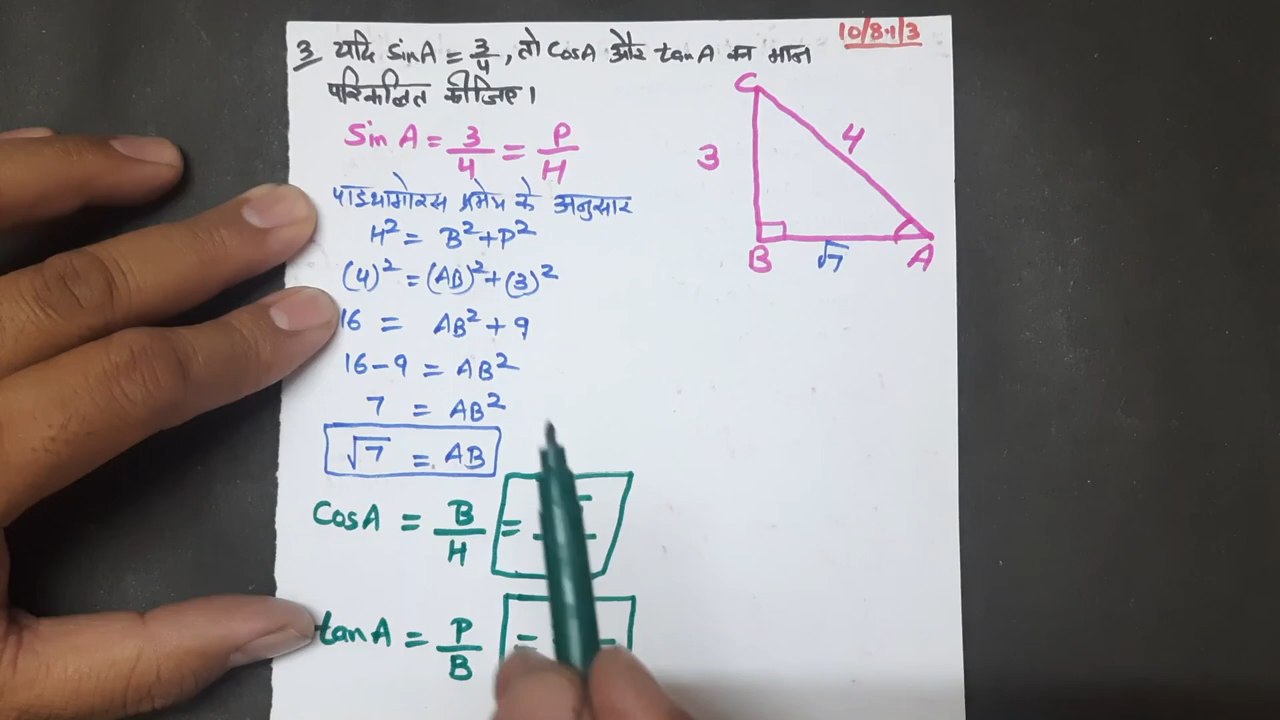 10/8.1/3
3 यदि sinA = 3/4, तो CosA और tanA का मान
परिकलित कीजिए।
Sin A = 3/4 = P/H
पाइथागोरस प्रमेय के अनुसार
H² = B²+P²
(4)² = (AB)²+(3)²
16 = AB²+9
16-9 = AB²
7 = AB²
√7 = AB
CosA = B/H =
tanA = P/B =
C
3
4
B
√7
A